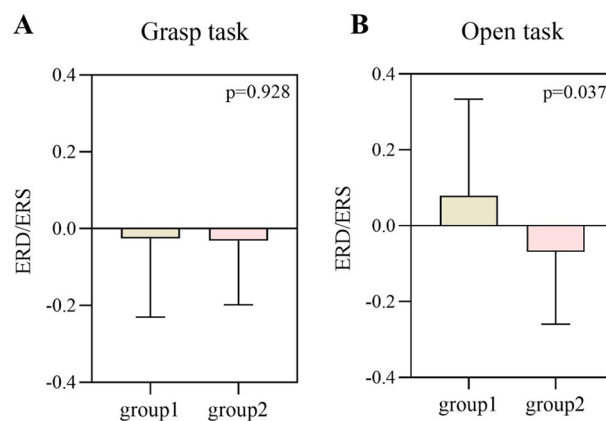 A
Grasp task
p=0.928
ERD/ERS
0.4
0.2
0.0
-0.2
-0.4
group1 group2
B
Open task
p=0.037
ERD/ERS
0.4
0.2
0.0
-0.2
-0.4
group1 group2